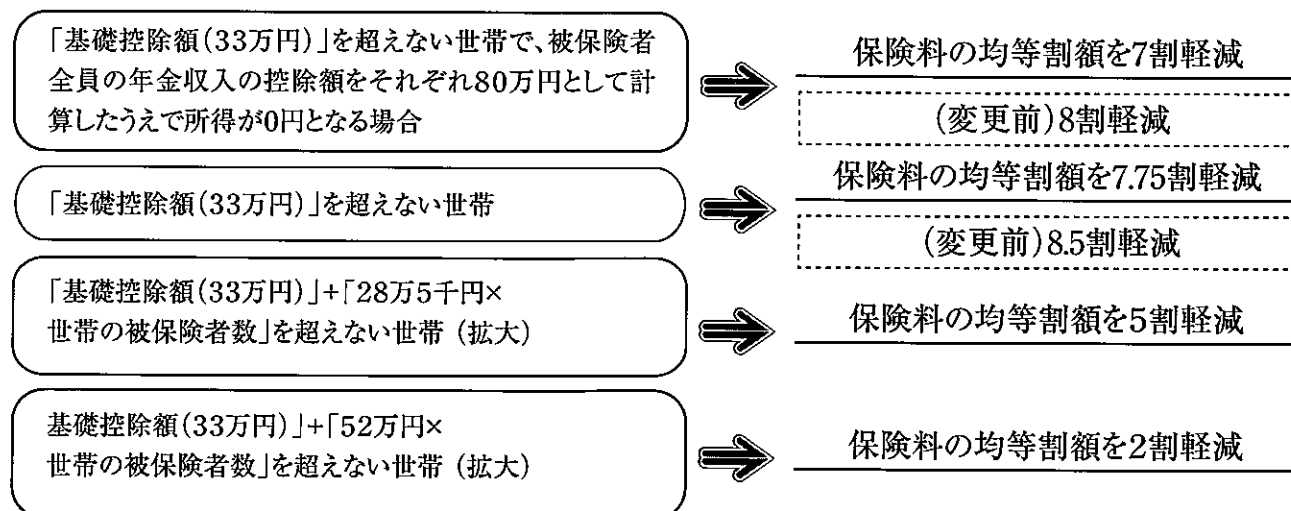 「基礎控除額(33万円)」を超えない世帯で、被保険者
全員の年金収入の控除額をそれぞれ80万円として計
算したうえで所得が0円となる場合
保険料の均等割額を7割軽減
(変更前)8割軽減
「基礎控除額(33万円)」を超えない世帯
保険料の均等割額を7.75割軽減
(変更前)8.5割軽減
「基礎控除額(33万円)」+「28万5千円×
世帯の被保険者数」を超えない世帯 (拡大)
保険料の均等割額を5割軽減
基礎控除額(33万円)」+「52万円×
世帯の被保険者数」を超えない世帯 (拡大)
保険料の均等割額を2割軽減